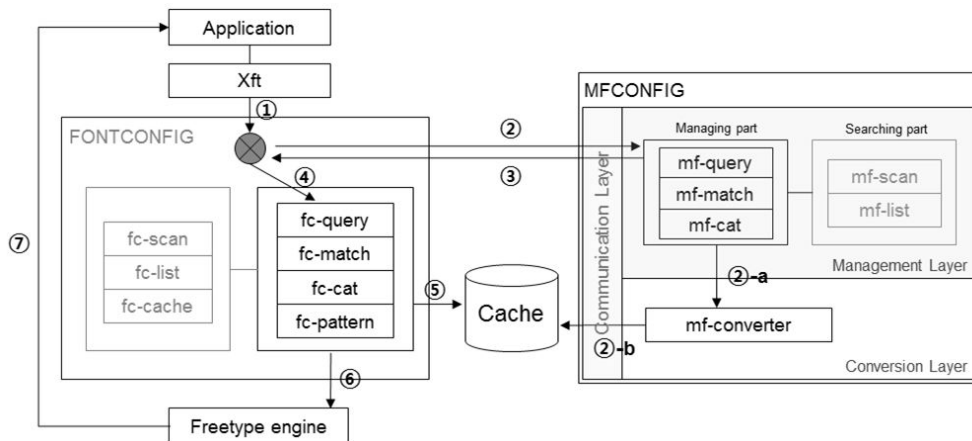 Application
Xft
①
FONTCONFIG
②
③
④
fc-scan
fc-list
fc-cache
fc-query
fc-match
fc-cat
fc-pattern
⑤
⑥
⑦
Freetype engine
Cache
MFCONFIG
Communication Layer
Managing part
mf-query
mf-match
mf-cat
Searching part
mf-scan
mf-list
Management Layer
②-a
mf-converter
②-b
Conversion Layer